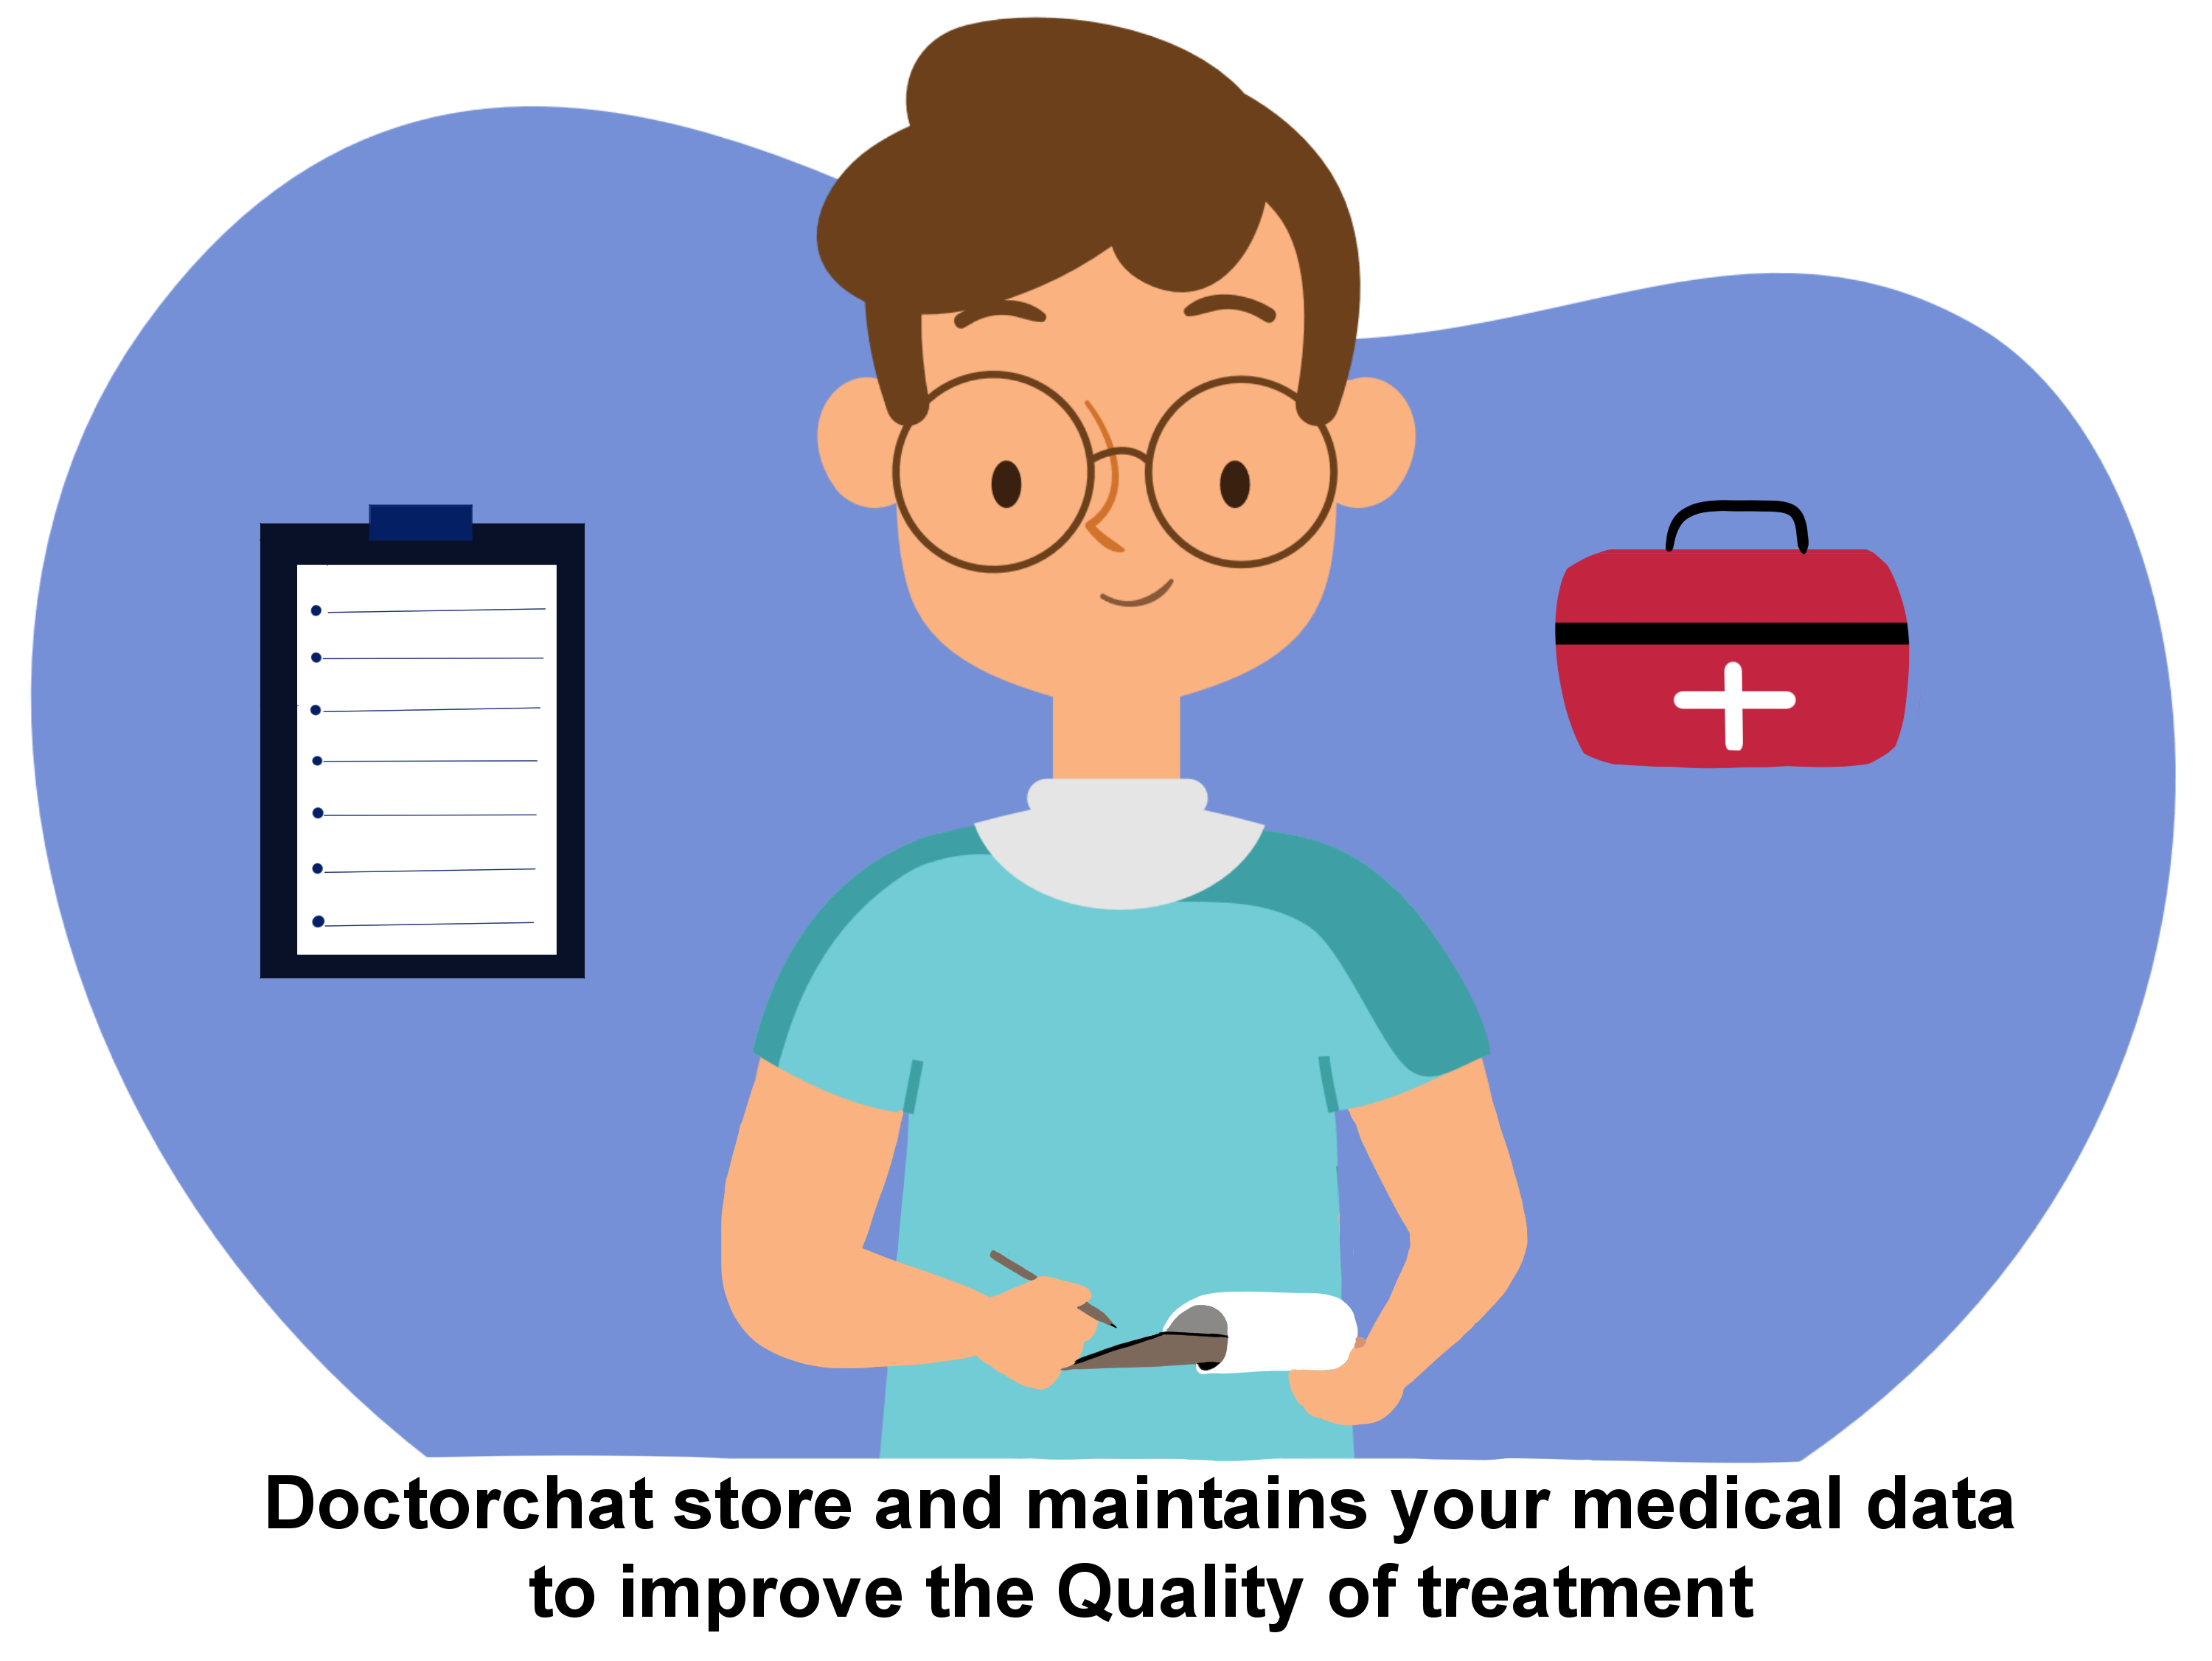 Doctorchat store and maintains your medical data
to improve the Quality of treatment